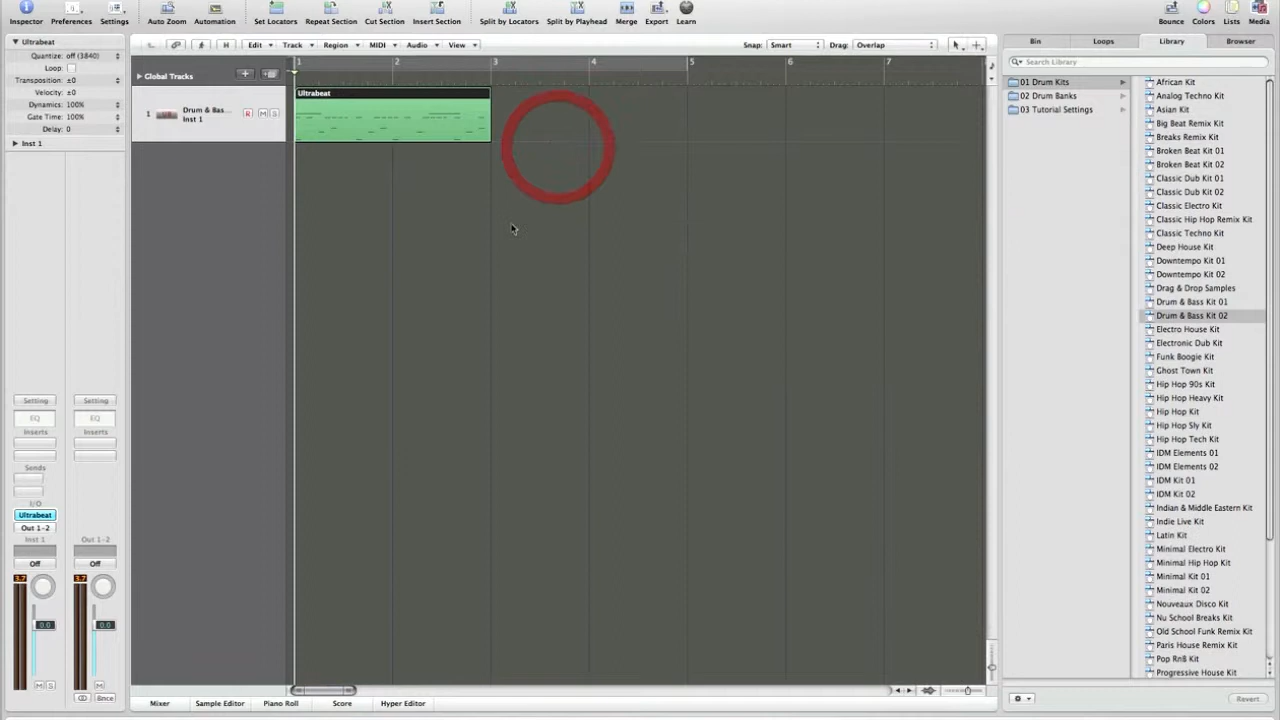 Inspector Preferences Settings Auto Zoom Automation Set Locators Repeat Section Cut Section Insert Section Split by Locators Split by Playhead Merge Export Learn Bounce Colors Lists Media
Ultrabeat
Quantize: off (3840)
Loop:
Transposition: ±0
Velocity: ±0
Dynamics: 100%
Gate Time: 100%
Delay: 0
Inst 1
Edit Track Region MIDI Audio View Snap: Smart Drag: Overlap
Global Tracks
1 2 3 4 5 6 7
1 Drum & Bas...
Inst 1
R M S
Ultrabeat
Setting Setting
EQ EQ
Inserts Inserts
Sends
I/O
Ultrabeat
Out 1-2
Inst 1 Out 1-2
Off Off
3.7 3.7
0.0 0.0
M S M
Bnce
Mixer Sample Editor Piano Roll Score Hyper Editor
Bin Loops Library Browser
Search Library
01 Drum Kits
02 Drum Banks
03 Tutorial Settings
African Kit
Analog Techno Kit
Asian Kit
Big Beat Remix Kit
Breaks Remix Kit
Broken Beat Kit 01
Broken Beat Kit 02
Classic Dub Kit 01
Classic Dub Kit 02
Classic Electro Kit
Classic Hip Hop Remix Kit
Classic Techno Kit
Deep House Kit
Downtempo Kit 01
Downtempo Kit 02
Drag & Drop Samples
Drum & Bass Kit 01
Drum & Bass Kit 02
Electro House Kit
Electronic Dub Kit
Funk Boogie Kit
Ghost Town Kit
Hip Hop 90s Kit
Hip Hop Heavy Kit
Hip Hop Kit
Hip Hop Sly Kit
Hip Hop Tech Kit
IDM Elements 01
IDM Elements 02
IDM Kit 01
IDM Kit 02
Indian & Middle Eastern Kit
Indie Live Kit
Latin Kit
Minimal Electro Kit
Minimal Hip Hop Kit
Minimal Kit 01
Minimal Kit 02
Nouveaux Disco Kit
Nu School Breaks Kit
Old School Funk Remix Kit
Paris House Remix Kit
Pop RnB Kit
Progressive House Kit
Revert